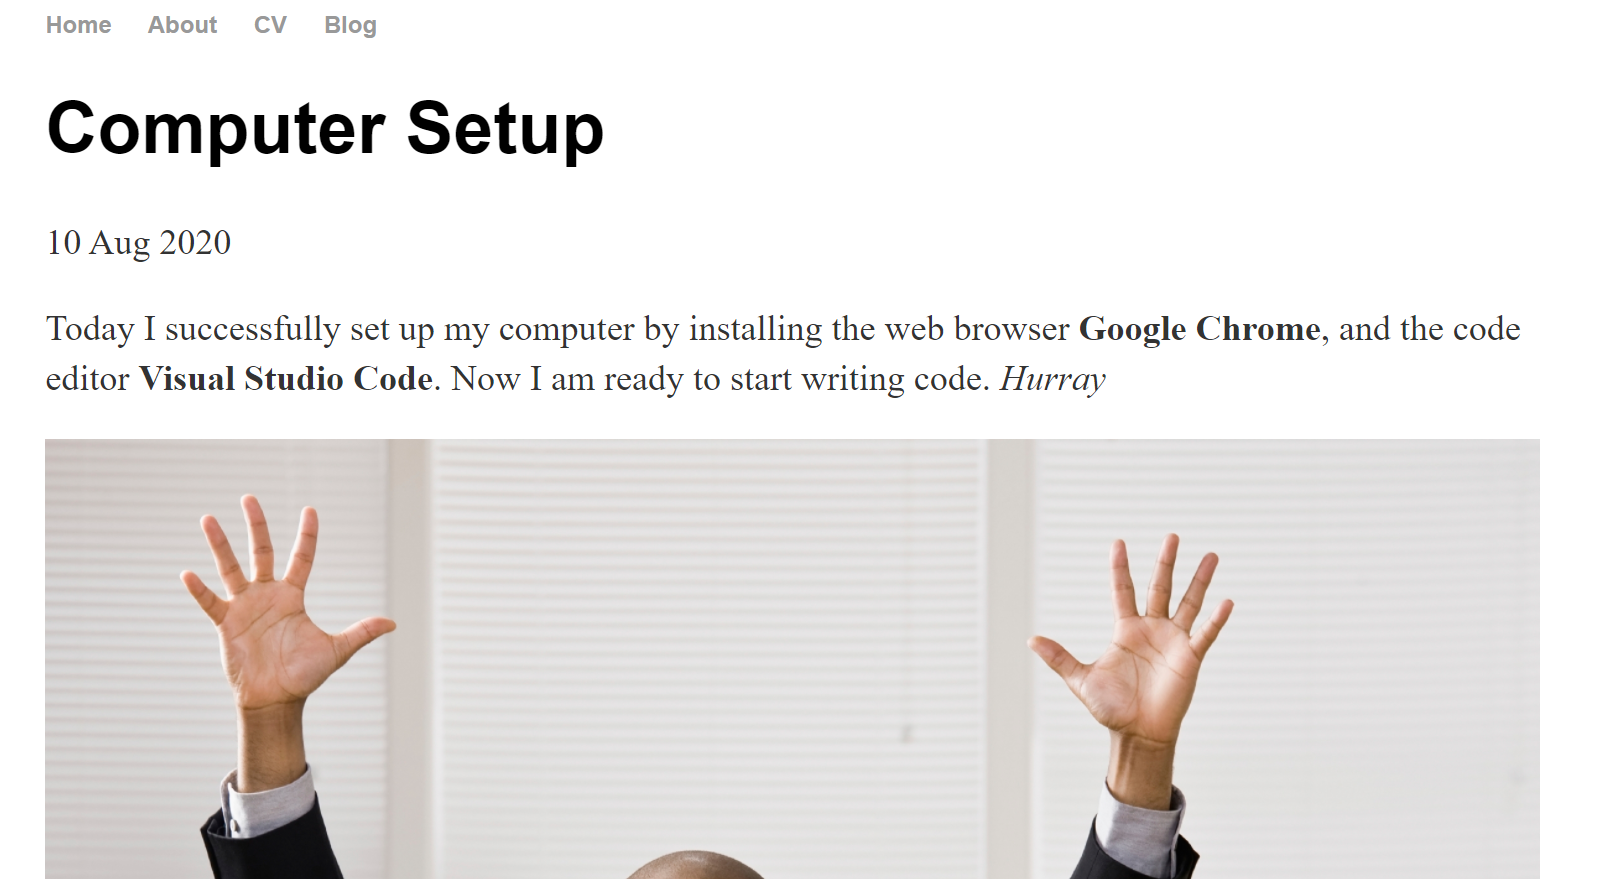 Home About CV Blog
Computer Setup
10 Aug 2020
Today I successfully set up my computer by installing the web browser Google Chrome, and the code
editor Visual Studio Code. Now I am ready to start writing code. Hurray